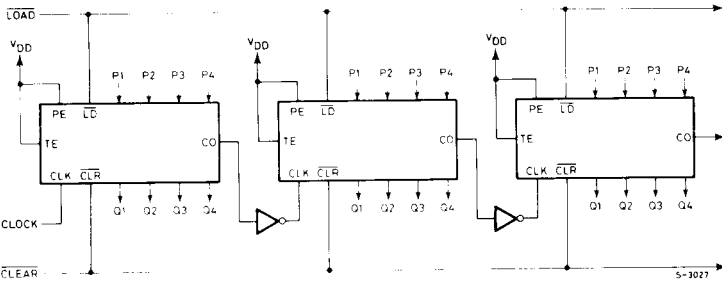 LOAD
VDD VDD VDD
P1 P2 P3 P4 P1 P2 P3 P4 P1 P2 P3 P4
PE LD PE LD PE LD
TE CO TE CO TE CO
CLK CLR CLK CLR CLK CLR
Q1 Q2 Q3 Q4 Q1 Q2 Q3 Q4 Q1 Q2 Q3 Q4
CLOCK
CLEAR
S-3027